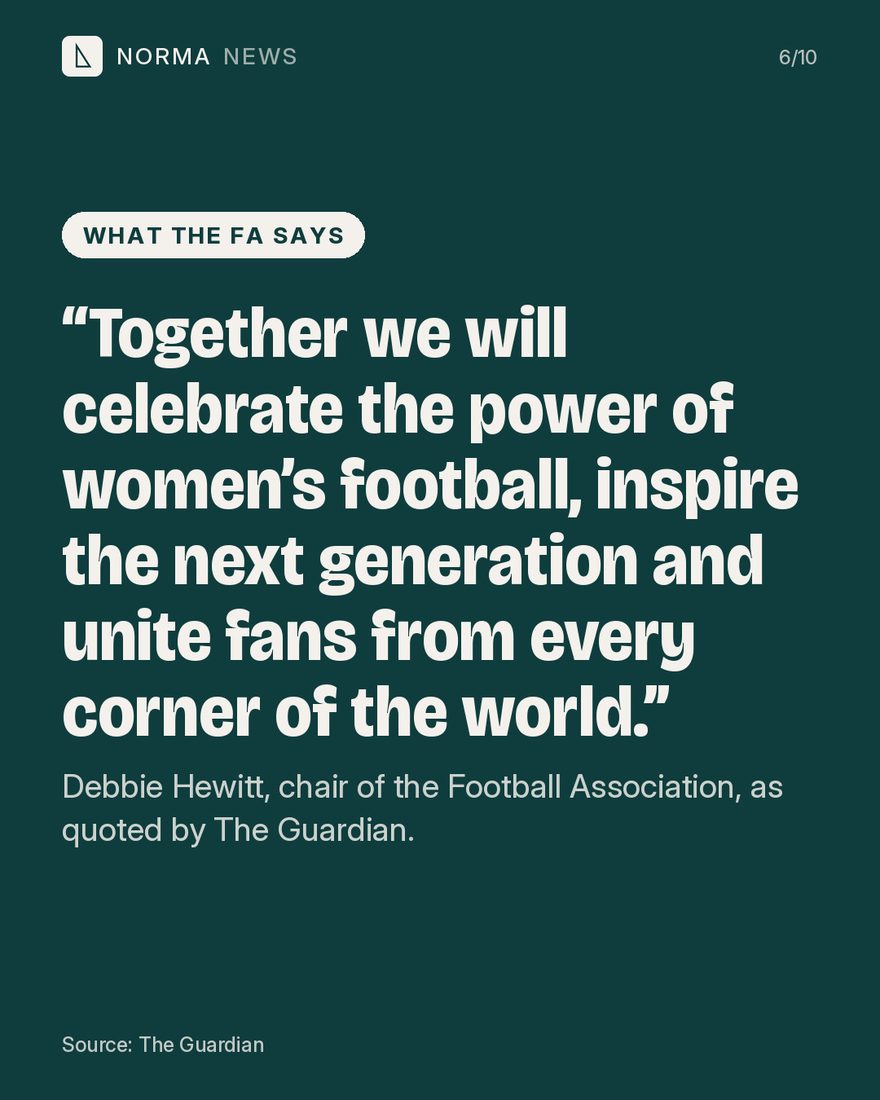 NORMA NEWS
6/10
WHAT THE FA SAYS
“Together we will
celebrate the power of
women’s football, inspire
the next generation and
unite fans from every
corner of the world.”
Debbie Hewitt, chair of the Football Association, as
quoted by The Guardian.
Source: The Guardian